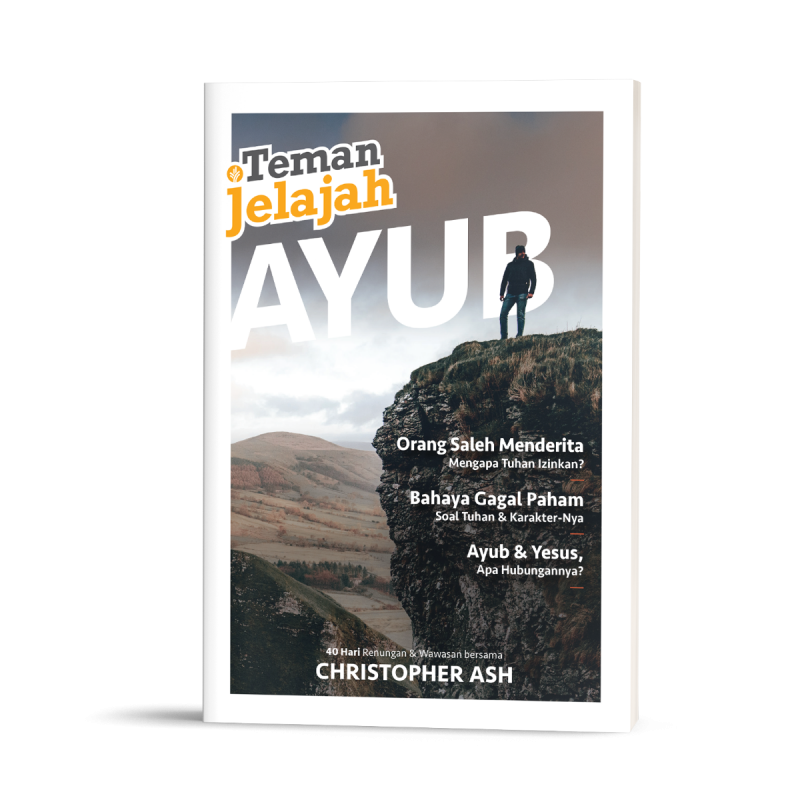 Teman
Jelajah
AYUB
Orang Saleh Menderita
Mengapa Tuhan Izinkan?
Bahaya Gagal Paham
Soal Tuhan & Karakter-Nya
Ayub & Yesus,
Apa Hubungannya?
40 Hari Renungan & Wawasan bersama
CHRISTOPHER ASH